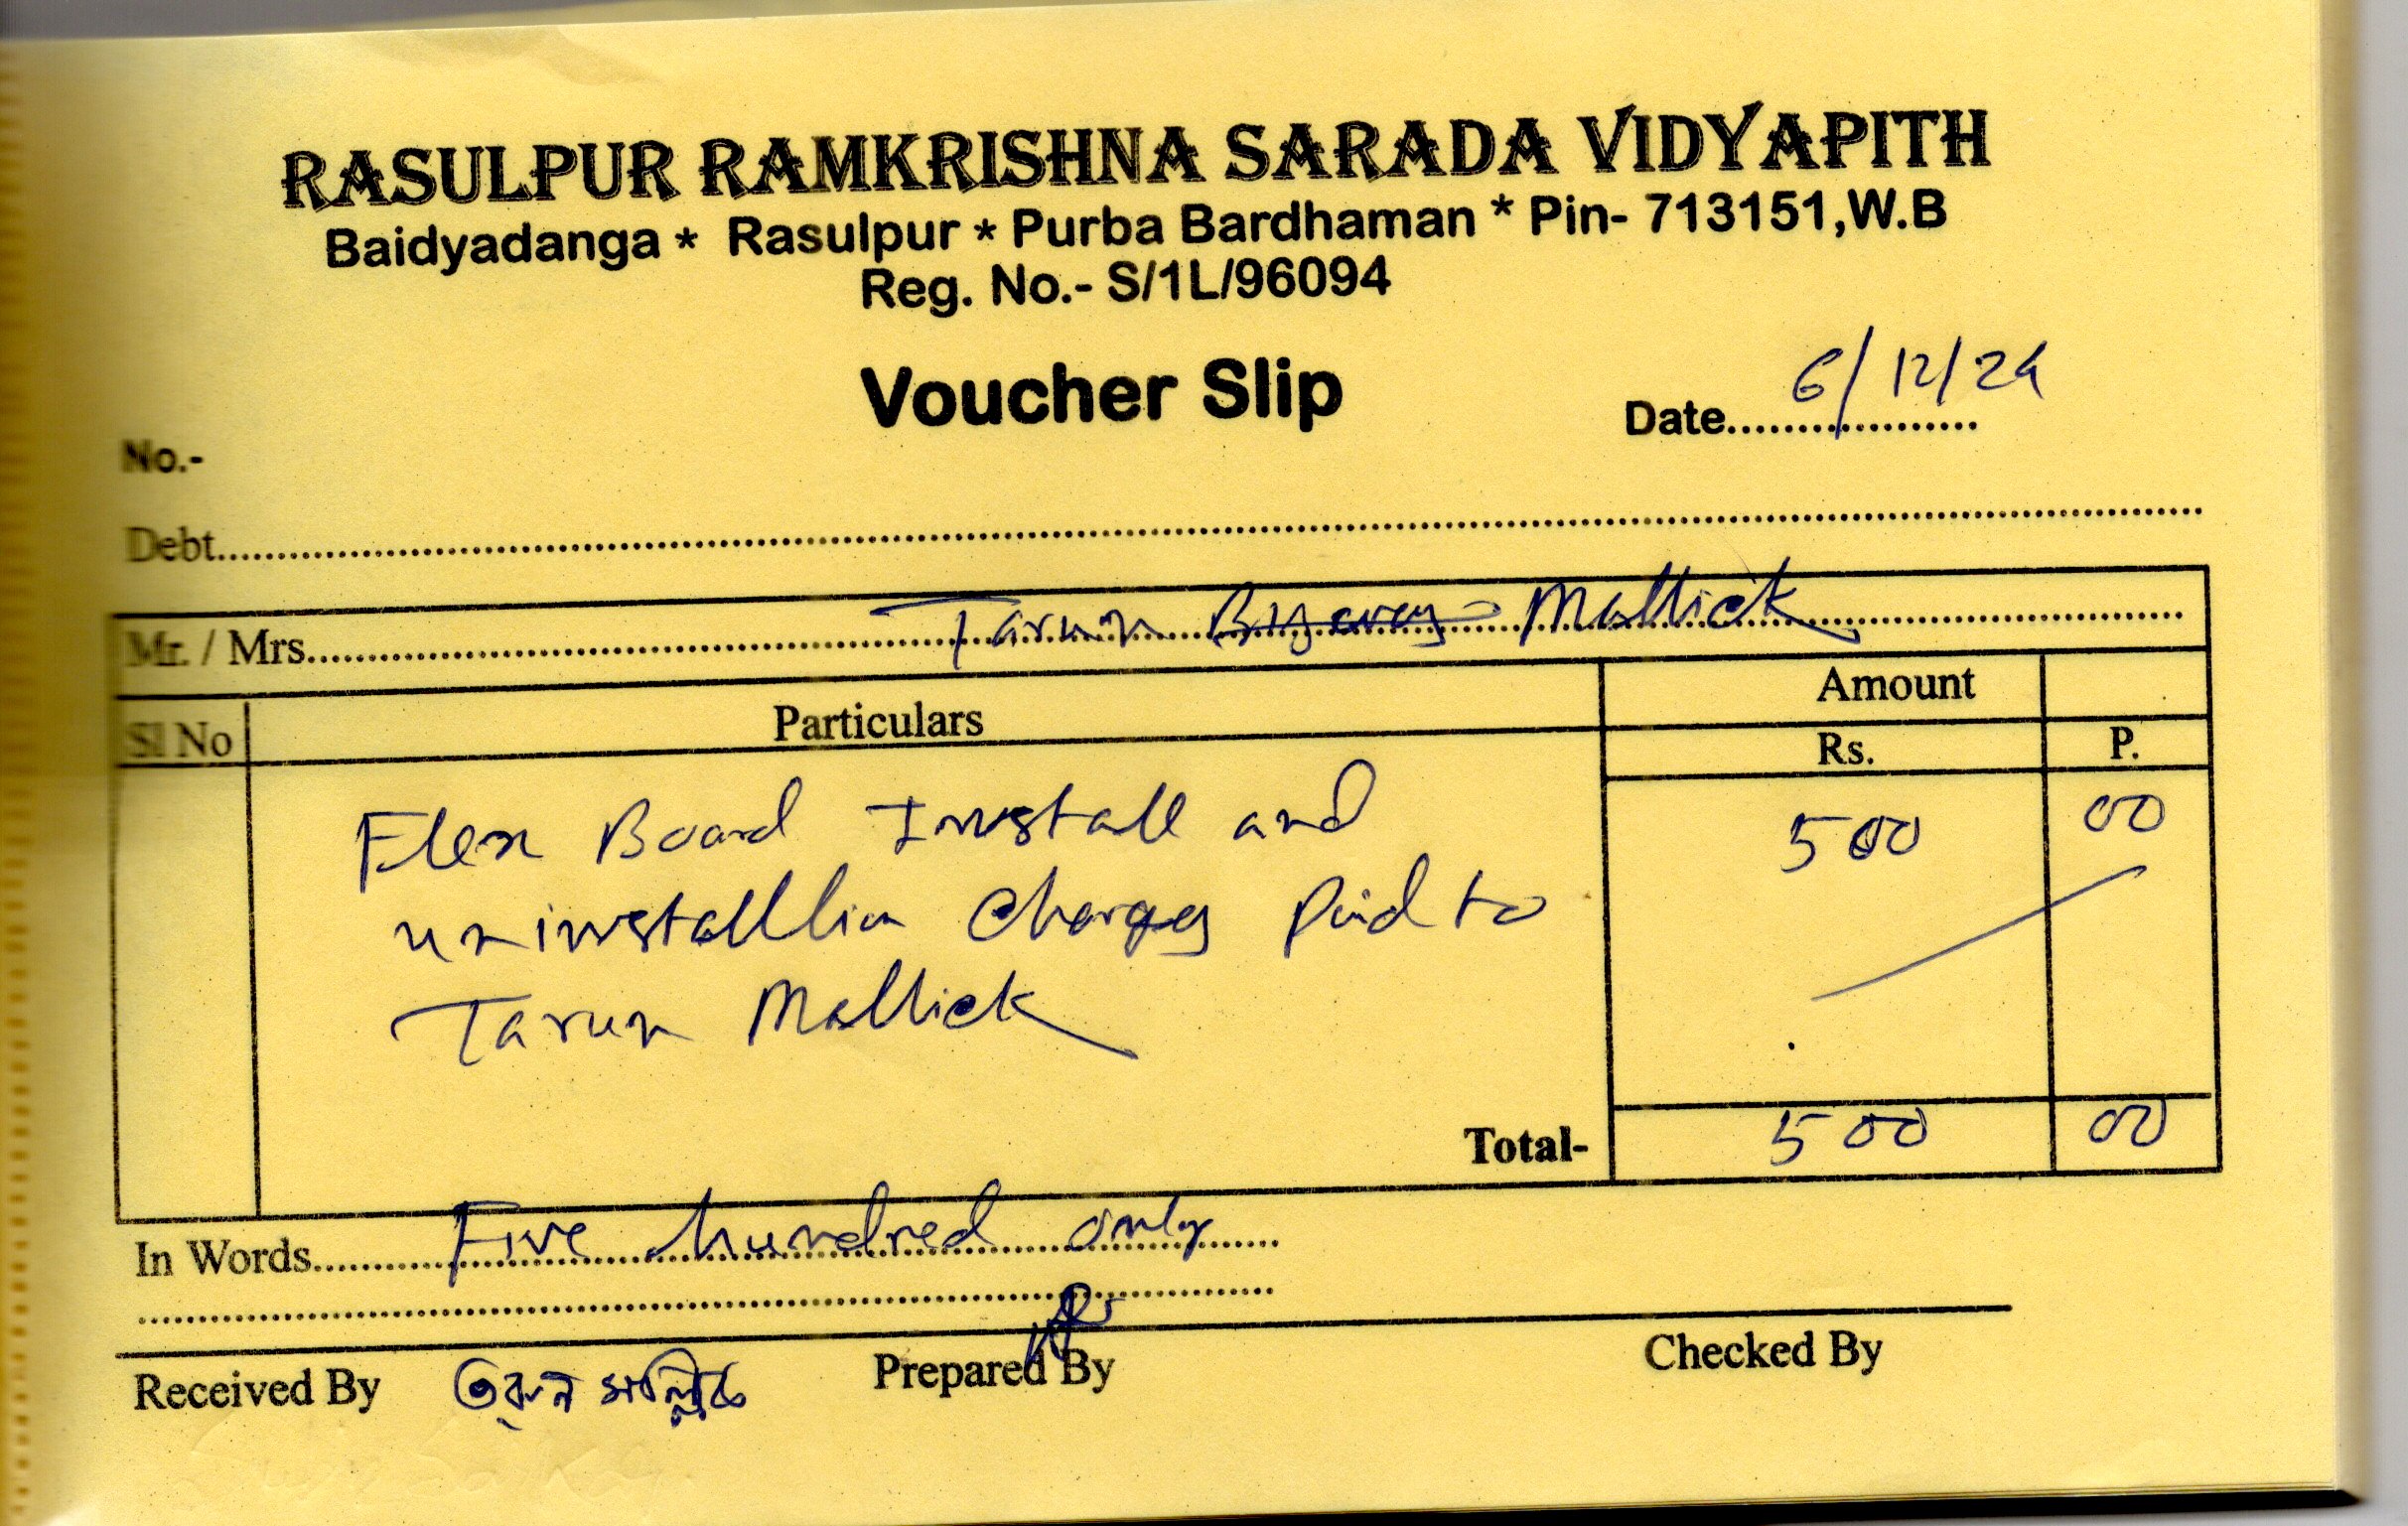 RASULPUR RAMKRISHNA SARADA VIDYAPITH
Baidyadanga * Rasulpur * Purba Bardhaman * Pin- 713151,W.B
Reg. No.- S/1L/96094
Voucher Slip
Date.................. 6/12/24
No.-
Debt....................
Mr. / Mrs.................... Tarun Mallick
Sl No Particulars Amount
Rs. P.
Flex Board Install and 500 00
uninstalltion Charges Paid to
Tarun Mallick
Total- 500 00
In Words.......... Five hundred only
Received By তরুন মল্লিক Prepared By Checked By